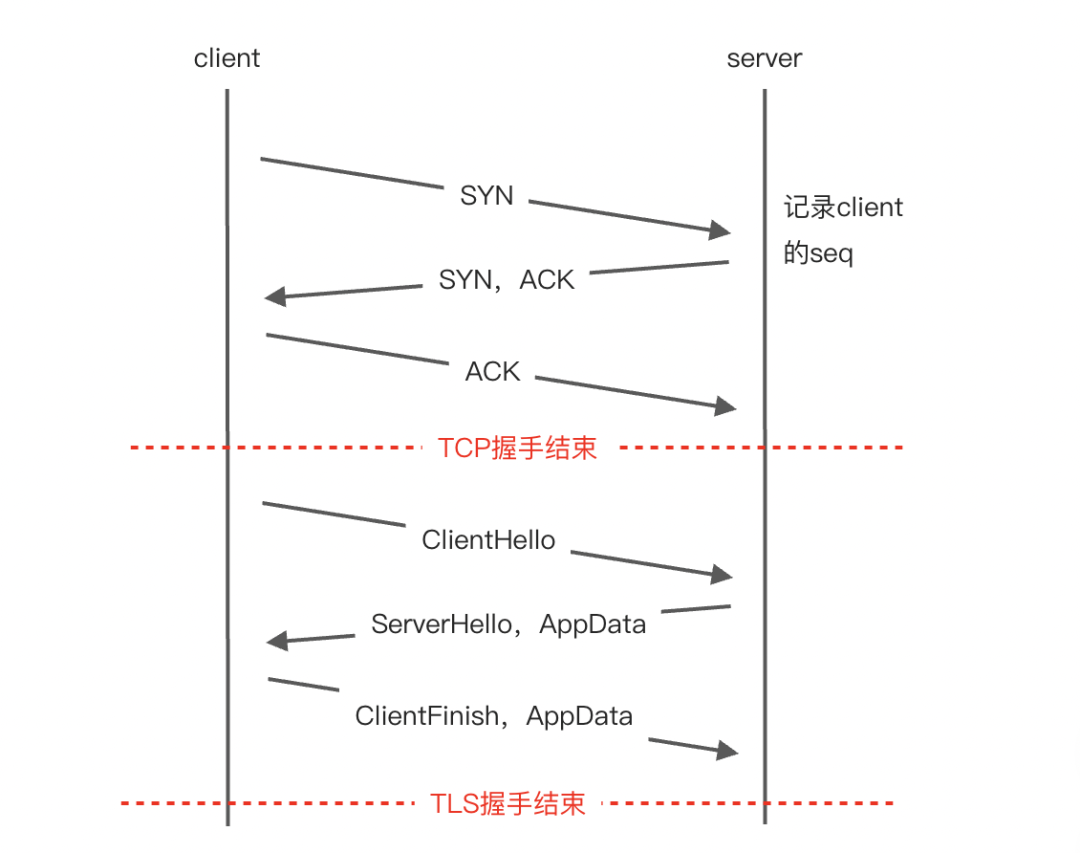 client
server
SYN
记录client
的seq
SYN，ACK
ACK
TCP握手结束
ClientHello
ServerHello，AppData
ClientFinish，AppData
TLS握手结束